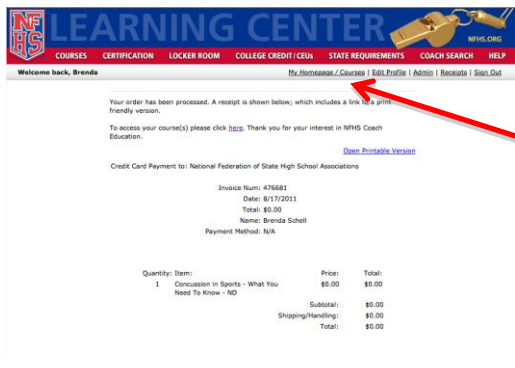 NF
HS
LEARNING CENTER
NFHS.ORG
COURSES CERTIFICATION LOCKER ROOM COLLEGE CREDIT/CEUs STATE REQUIREMENTS COACH SEARCH HELP
Welcome back, Brenda My Homepage / Courses | Edit Profile | Admin | Receipts | Sign Out
Your order has been processed. A receipt is shown below; which includes a link to a print
friendly version.
To access your course(s) please click here. Thank you for your interest in NFHS Coach
Education.
Open Printable Version
Credit Card Payment to: National Federation of State High School Associations
Invoice Num: 476681
Date: 8/17/2011
Total: $0.00
Name: Brenda Schell
Payment Method: N/A
Quantity: Item: Price: Total:
1 Concussion in Sports - What You $0.00 $0.00
Need To Know - ND
Subtotal: $0.00
Shipping/Handling: $0.00
Total: $0.00